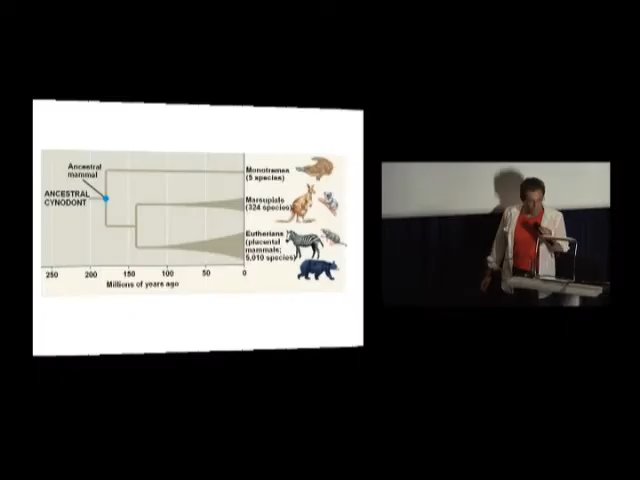 Ancestral
mammal
ANCESTRAL
CYNODONT
Monotremes
(5 species)
Marsupials
(324 species)
Eutherians
(placental
mammals;
5,010 species)
250 200 150 100 50 0
Millions of years ago